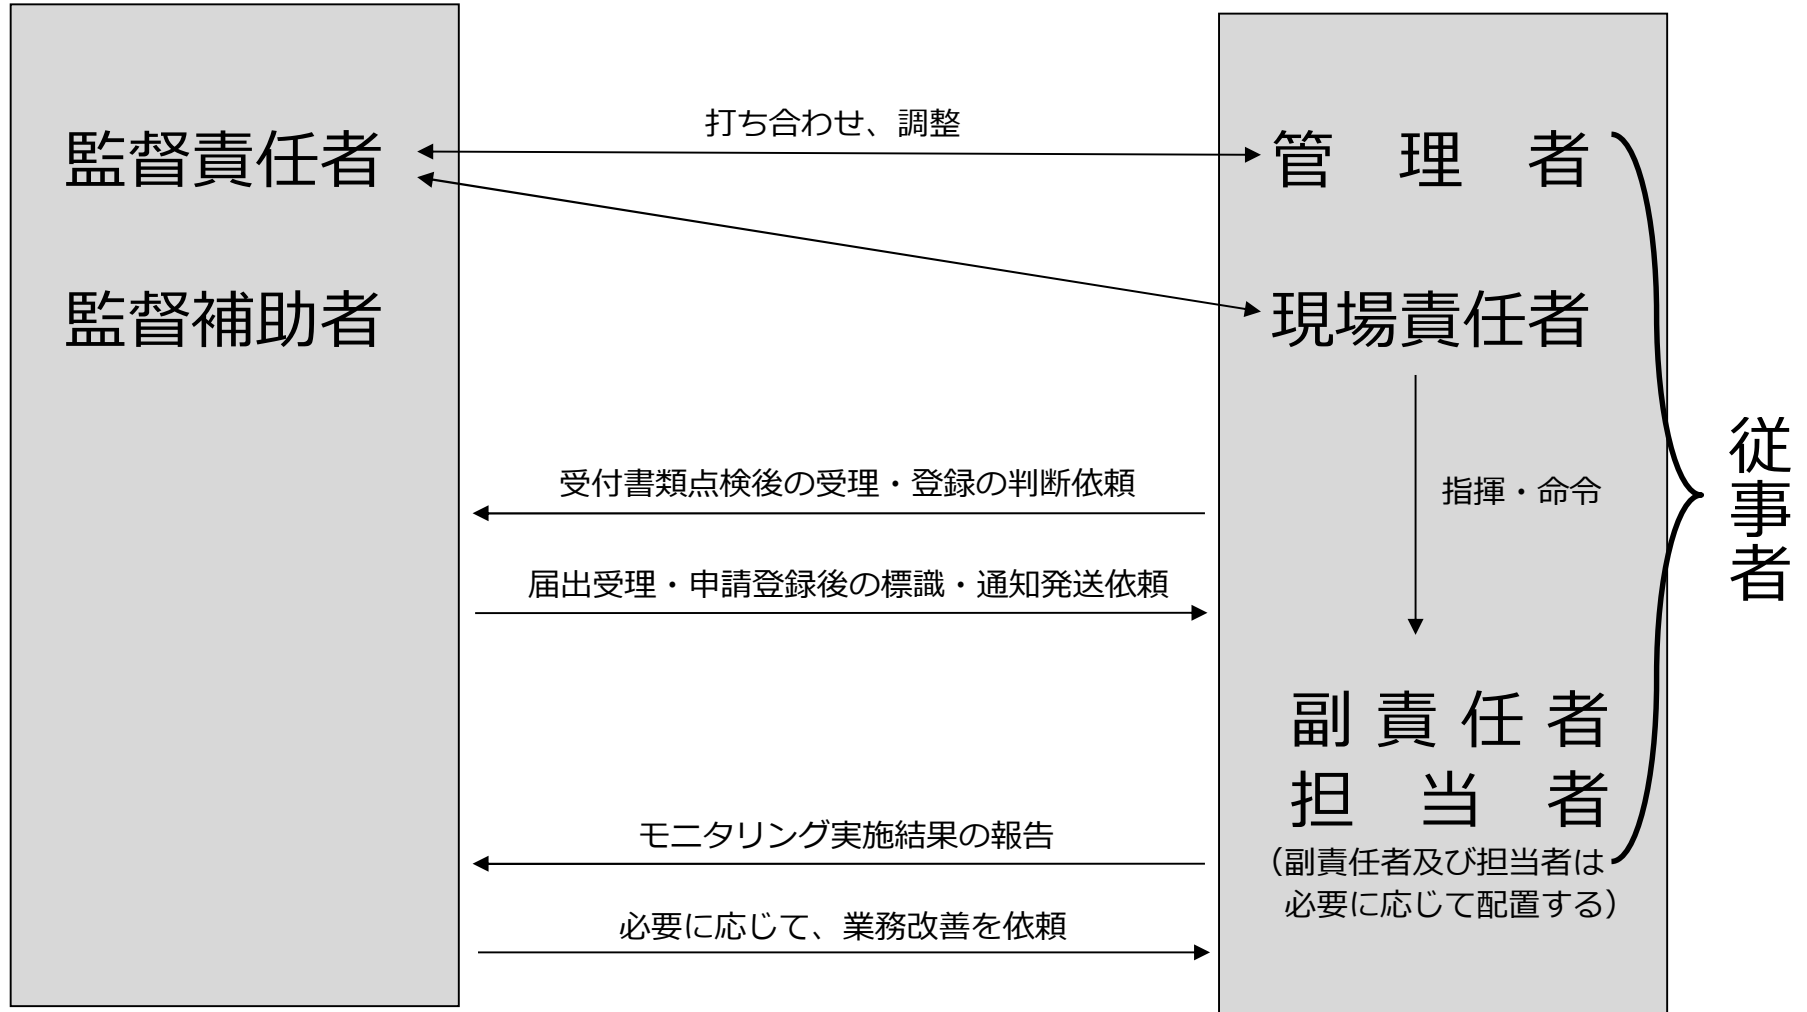 監督責任者
監督補助者
打ち合わせ、調整
受付書類点検後の受理・登録の判断依頼
届出受理・申請登録後の標識・通知発送依頼
モニタリング実施結果の報告
必要に応じて、業務改善を依頼
管　理　者
現場責任者
指揮・命令
副 責 任 者
担　当　者
（副責任者及び担当者は
必要に応じて配置する）
従事者